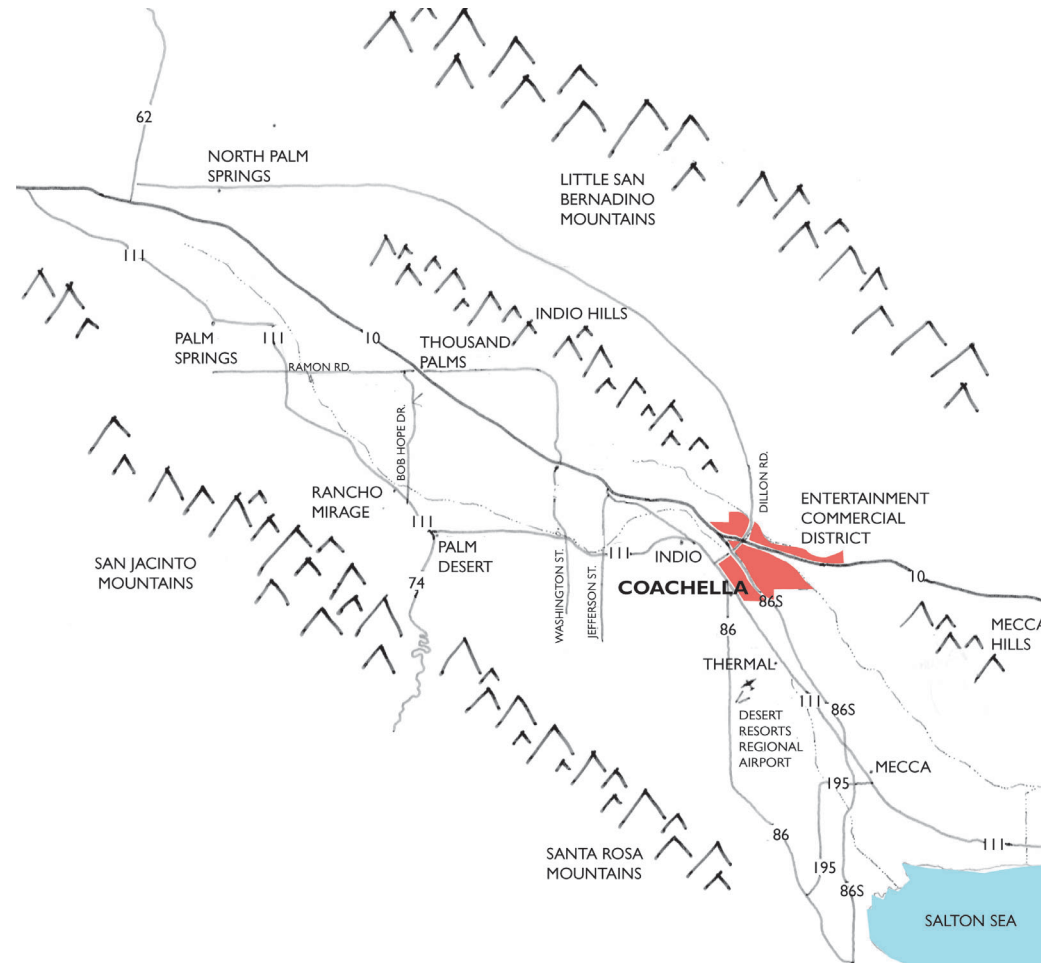 62
NORTH PALM
SPRINGS
LITTLE SAN
BERNADINO
MOUNTAINS
111
INDIO HILLS
PALM
SPRINGS
111
10
THOUSAND
PALMS
RAMON RD.
BOB HOPE DR.
RANCHO
MIRAGE
DILLON RD.
ENTERTAINMENT
COMMERCIAL
DISTRICT
111
PALM
DESERT
SAN JACINTO
MOUNTAINS
74
WASHINGTON ST.
JEFFERSON ST.
111
INDIO
COACHELLA
86S
10
86
MECCA
HILLS
THERMAL
111
86S
DESERT
RESORTS
REGIONAL
AIRPORT
MECCA
195
86
111
SANTA ROSA
MOUNTAINS
195
86S
SALTON SEA